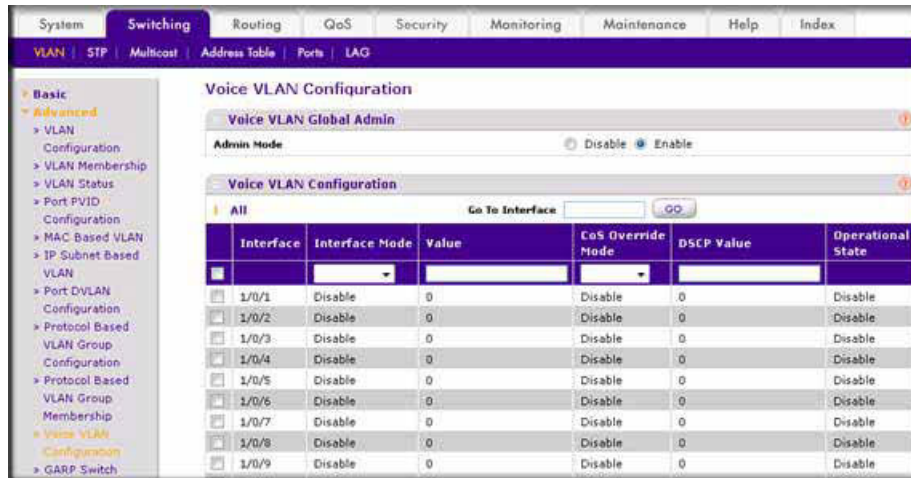 System Switching Routing QoS Security Monitoring Maintenance Help Index
VLAN | STP | Multicast | Address Table | Ports | LAG
Basic
Advanced
» VLAN
Configuration
» VLAN Membership
» VLAN Status
» Port PVID
Configuration
» MAC Based VLAN
» IP Subnet Based
VLAN
» Port DVLAN
Configuration
» Protocol Based
VLAN Group
Configuration
» Protocol Based
VLAN Group
Membership
» Voice VLAN
Configuration
» GARP Switch
Voice VLAN Configuration
Voice VLAN Global Admin
Admin Mode Disable Enable
Voice VLAN Configuration
All Go To Interface GO
Interface Interface Mode Value CoS Override Mode DSCP Value Operational State
1/0/1 Disable 0 Disable 0 Disable
1/0/2 Disable 0 Disable 0 Disable
1/0/3 Disable 0 Disable 0 Disable
1/0/4 Disable 0 Disable 0 Disable
1/0/5 Disable 0 Disable 0 Disable
1/0/6 Disable 0 Disable 0 Disable
1/0/7 Disable 0 Disable 0 Disable
1/0/8 Disable 0 Disable 0 Disable
1/0/9 Disable 0 Disable 0 Disable